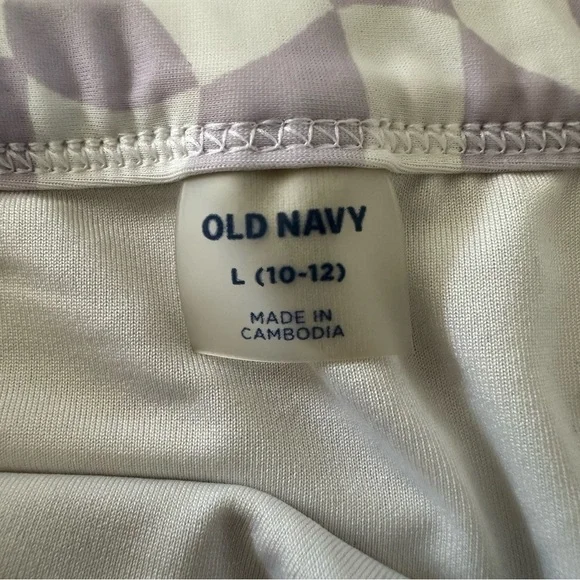 OLD NAVY
L (10-12)
MADE IN
CAMBODIA